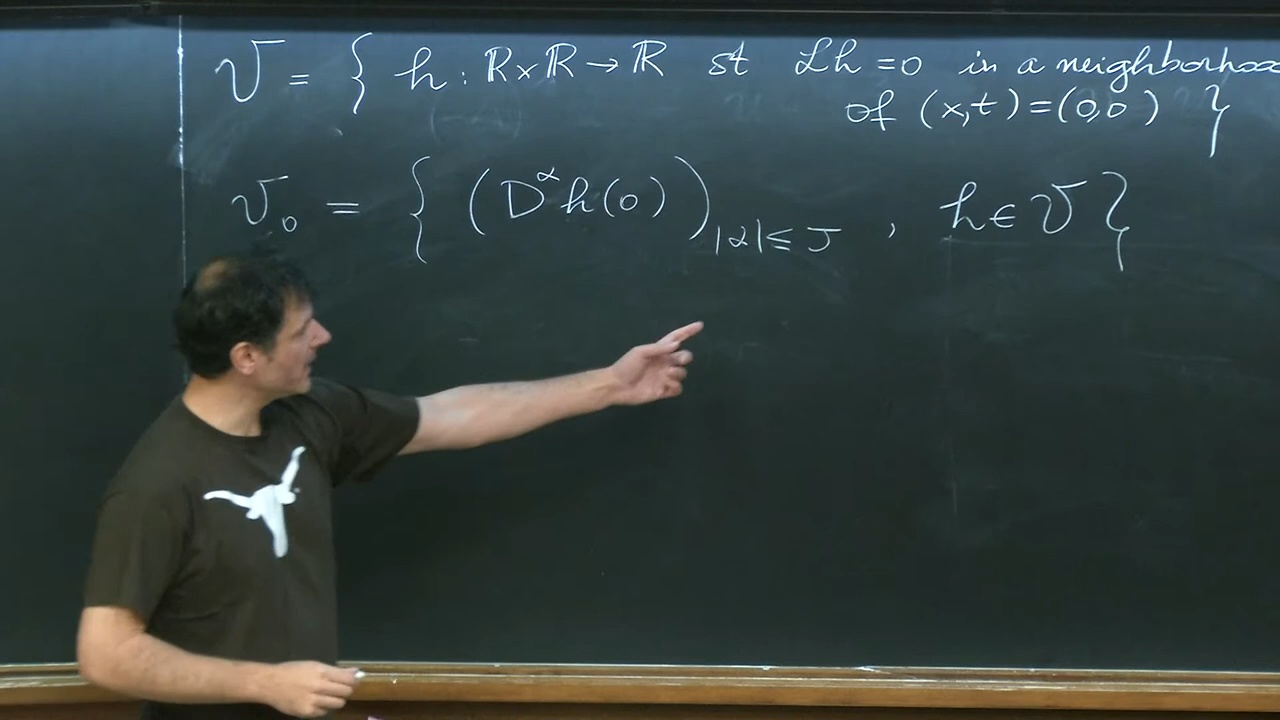 𝒱 = { h : ℝ×ℝ → ℝ st ℒh = 0 in a neighborhoo
of (x,t) = (0,0) }
𝒱₀ = { (D^α h(0))_{|α| ≤ J} , h ∈ 𝒱 }